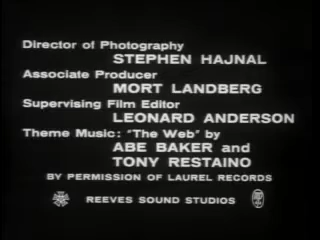 Director of Photography
STEPHEN HAJNAL
Associate Producer
MORT LANDBERG
Supervising Film Editor
LEONARD ANDERSON
Theme Music: "The Web" by
ABE BAKER and
TONY RESTAINO
BY PERMISSION OF LAUREL RECORDS
REEVES SOUND STUDIOS